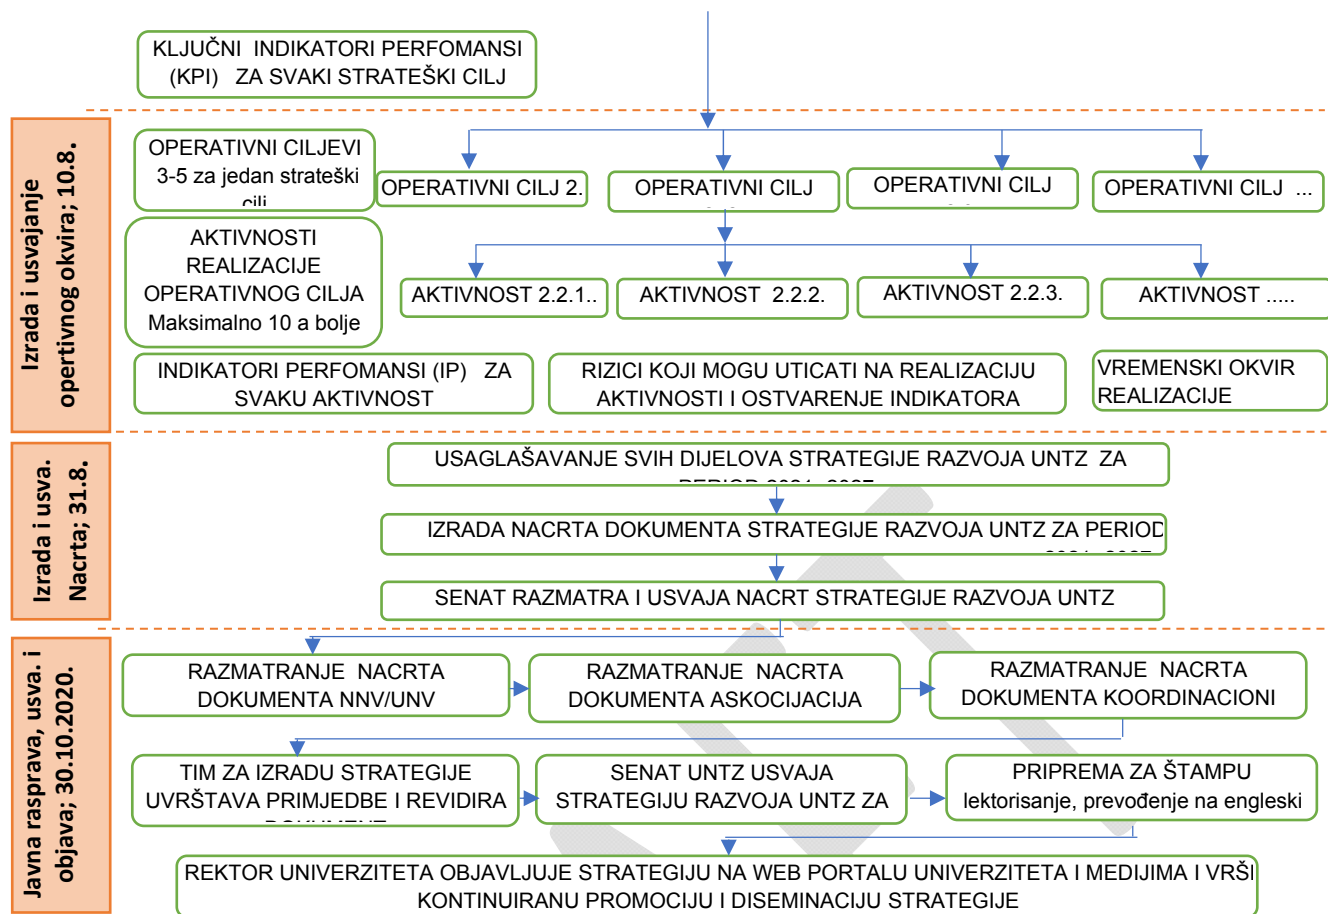 KLJUČNI INDIKATORI PERFOMANSI
(KPI) ZA SVAKI STRATEŠKI CILJ
Izrada i usvajanje
opertivnog okvira; 10.8.
OPERATIVNI CILJEVI
3-5 za jedan strateški
cilj
OPERATIVNI CILJ 2.
OPERATIVNI CILJ
OPERATIVNI CILJ
OPERATIVNI CILJ ...
AKTIVNOSTI
REALIZACIJE
OPERATIVNOG CILJA
Maksimalno 10 a bolje
AKTIVNOST 2.2.1..
AKTIVNOST 2.2.2.
AKTIVNOST 2.2.3.
AKTIVNOST .....
INDIKATORI PERFOMANSI (IP) ZA
SVAKU AKTIVNOST
RIZICI KOJI MOGU UTICATI NA REALIZACIJU
AKTIVNOSTI I OSTVARENJE INDIKATORA
VREMENSKI OKVIR
REALIZACIJE
Izrada i usva.
Nacrta; 31.8.
USAGLAŠAVANJE SVIH DIJELOVA STRATEGIJE RAZVOJA UNTZ ZA
PERIOD 2021-2027
IZRADA NACRTA DOKUMENTA STRATEGIJE RAZVOJA UNTZ ZA PERIOD
2021-2027
SENAT RAZMATRA I USVAJA NACRT STRATEGIJE RAZVOJA UNTZ
Javna rasprava, usva. i
objava; 30.10.2020.
RAZMATRANJE NACRTA
DOKUMENTA NNV/UNV
RAZMATRANJE NACRTA
DOKUMENTA ASKOCIJACIJA
RAZMATRANJE NACRTA
DOKUMENTA KOORDINACIONI
TIM ZA IZRADU STRATEGIJE
UVRŠTAVA PRIMJEDBE I REVIDIRA
DOKUMENT
SENAT UNTZ USVAJA
STRATEGIJU RAZVOJA UNTZ ZA
PRIPREMA ZA ŠTAMPU
lektorisanje, prevođenje na engleski
REKTOR UNIVERZITETA OBJAVLJUJE STRATEGIJU NA WEB PORTALU UNIVERZITETA I MEDIJIMA I VRŠI
KONTINUIRANU PROMOCIJU I DISEMINACIJU STRATEGIJE